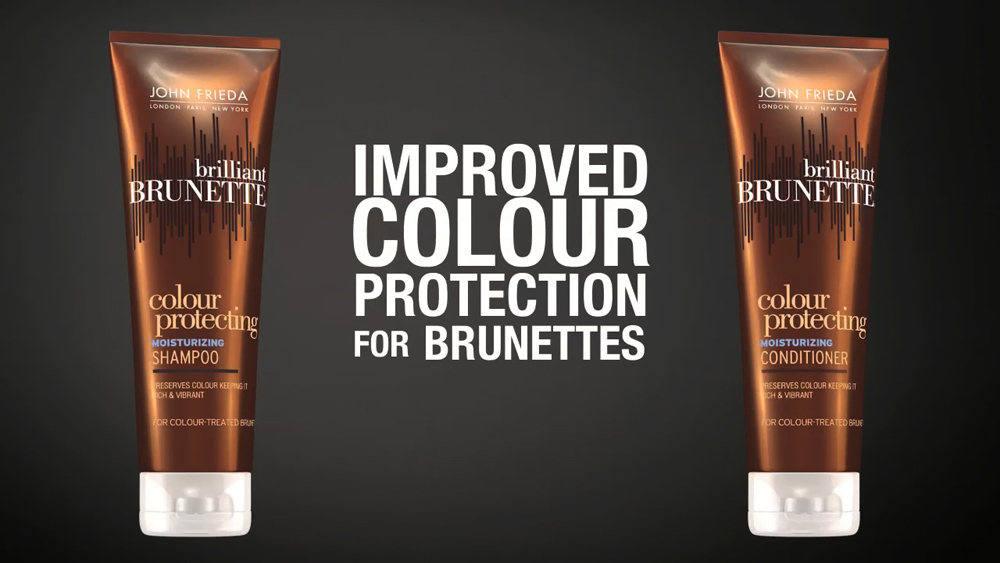 JOHN FRIEDA
LONDON PARIS NEW YORK
brilliant
BRUNETTE
colour
protecting
MOISTURIZING
SHAMPOO
PRESERVES COLOUR KEEPING IT
RICH & VIBRANT
FOR COLOUR-TREATED
IMPROVED
COLOUR
PROTECTION
FOR BRUNETTES
JOHN FRIEDA
LONDON PARIS NEW YORK
brilliant
BRUNETTE
colour
protecting
MOISTURIZING
CONDITIONER
PRESERVES COLOUR KEEPING IT
RICH & VIBRANT
FOR COLOUR-TREATED